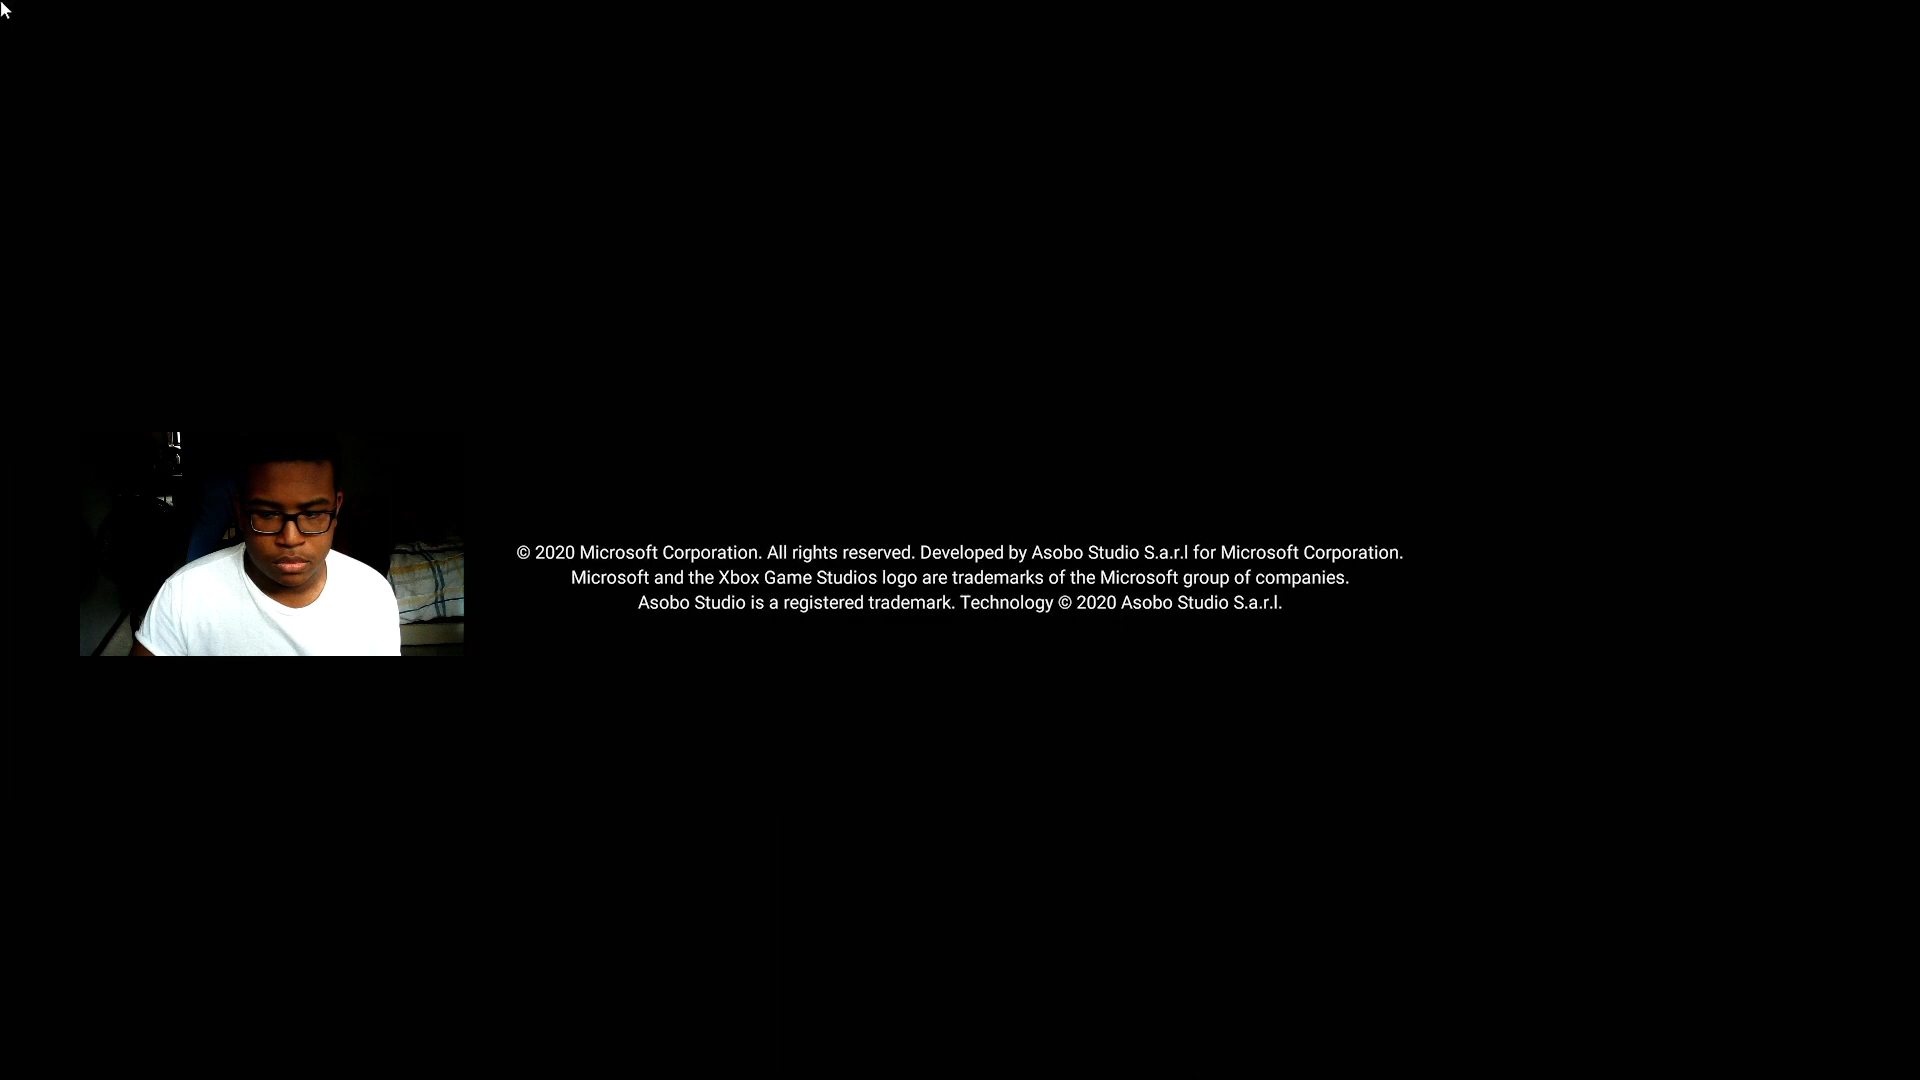 © 2020 Microsoft Corporation. All rights reserved. Developed by Asobo Studio S.a.r.l for Microsoft Corporation.
Microsoft and the Xbox Game Studios logo are trademarks of the Microsoft group of companies.
Asobo Studio is a registered trademark. Technology © 2020 Asobo Studio S.a.r.l.